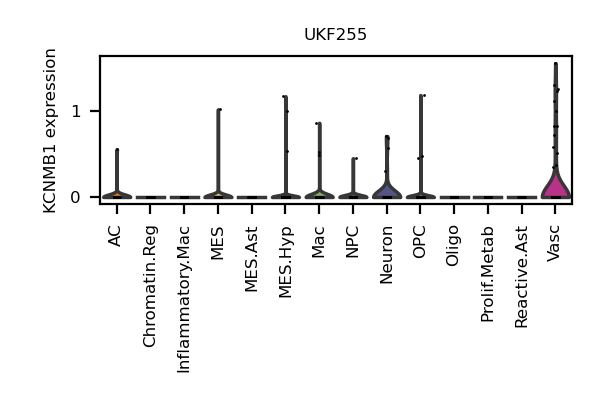 UKF255
KCNMB1 expression
1
0
AC
Chromatin.Reg
Inflammatory.Mac
MES
MES.Ast
MES.Hyp
Mac
NPC
Neuron
OPC
Oligo
Prolif.Metab
Reactive.Ast
Vasc